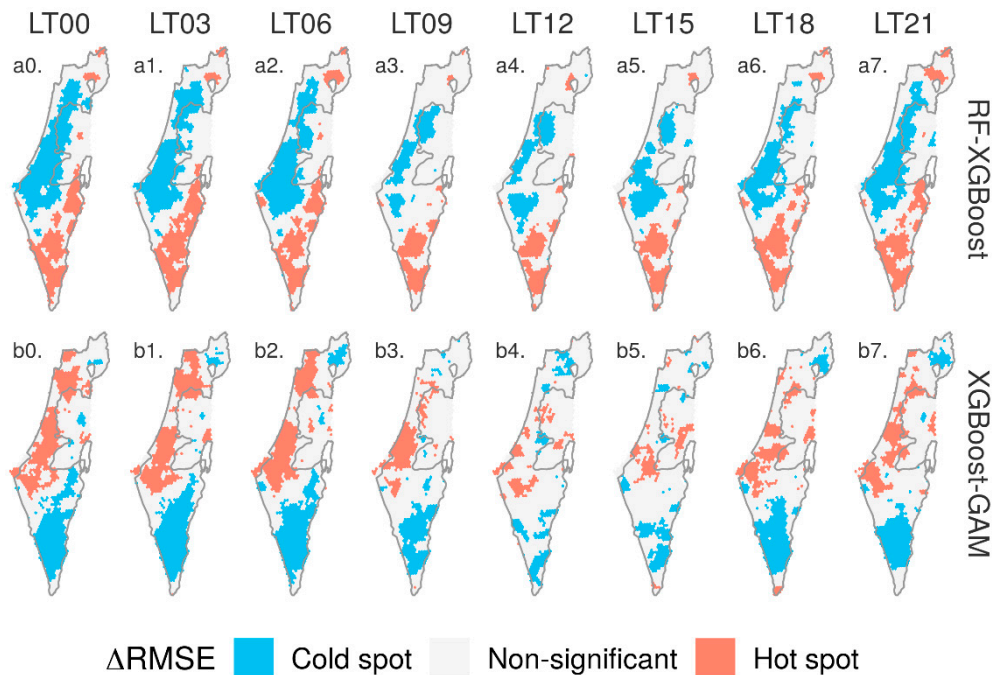 LT00 LT03 LT06 LT09 LT12 LT15 LT18 LT21
a0. a1. a2. a3. a4. a5. a6. a7.
RF-XGBoost
b0. b1. b2. b3. b4. b5. b6. b7.
XGBoost-GAM
ΔRMSE Cold spot Non-significant Hot spot